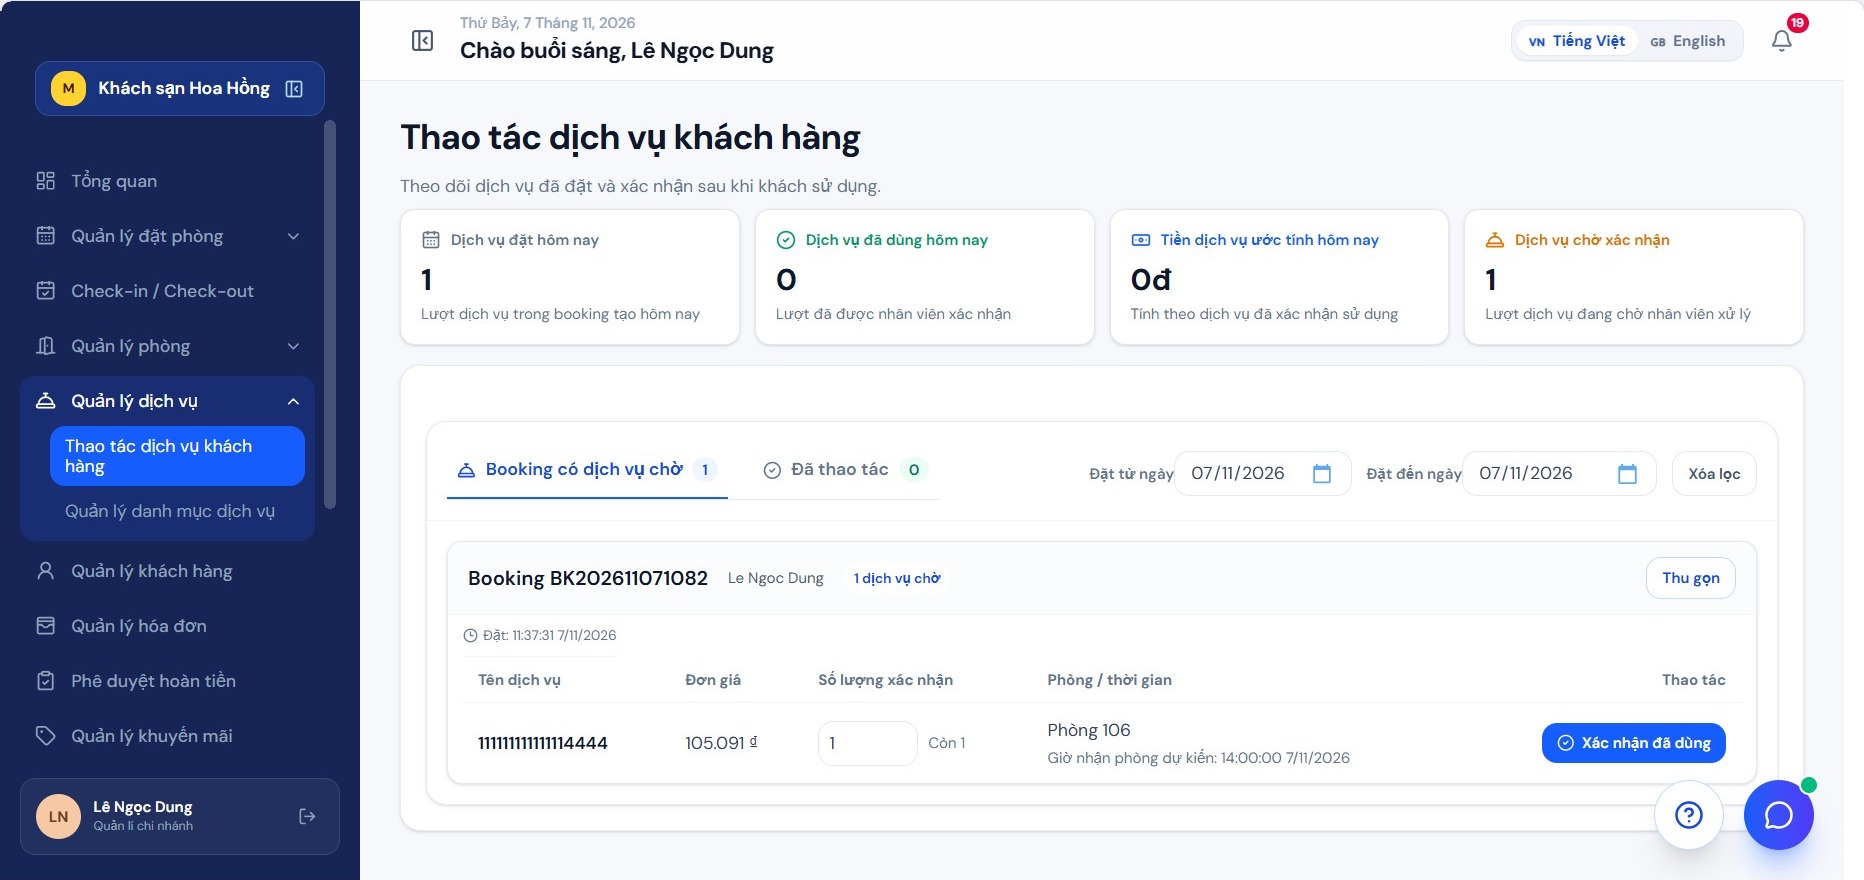 M Khách sạn Hoa Hồng
Tổng quan
Quản lý đặt phòng
Check-in / Check-out
Quản lý phòng
Quản lý dịch vụ
Thao tác dịch vụ khách
hàng
Quản lý danh mục dịch vụ
Quản lý khách hàng
Quản lý hóa đơn
Phê duyệt hoàn tiền
Quản lý khuyến mãi
LN Lê Ngọc Dung
Quản lí chi nhánh
Thứ Bảy, 7 Tháng 11, 2026
Chào buổi sáng, Lê Ngọc Dung
VN Tiếng Việt GB English
19
Thao tác dịch vụ khách hàng
Theo dõi dịch vụ đã đặt và xác nhận sau khi khách sử dụng.
Dịch vụ đặt hôm nay
1
Lượt dịch vụ trong booking tạo hôm nay
Dịch vụ đã dùng hôm nay
0
Lượt đã được nhân viên xác nhận
Tiền dịch vụ ước tính hôm nay
0đ
Tính theo dịch vụ đã xác nhận sử dụng
Dịch vụ chờ xác nhận
1
Lượt dịch vụ đang chờ nhân viên xử lý
Booking có dịch vụ chờ 1 Đã thao tác 0 Đặt từ ngày 07/11/2026 Đặt đến ngày 07/11/2026 Xóa lọc
Booking BK202611071082 Le Ngoc Dung 1 dịch vụ chờ Thu gọn
Đặt: 11:37:31 7/11/2026
Tên dịch vụ Đơn giá Số lượng xác nhận Phòng / thời gian Thao tác
111111111111114444 105.091 ₫ 1 Còn 1 Phòng 106 Xác nhận đã dùng
Giờ nhận phòng dự kiến: 14:00:00 7/11/2026